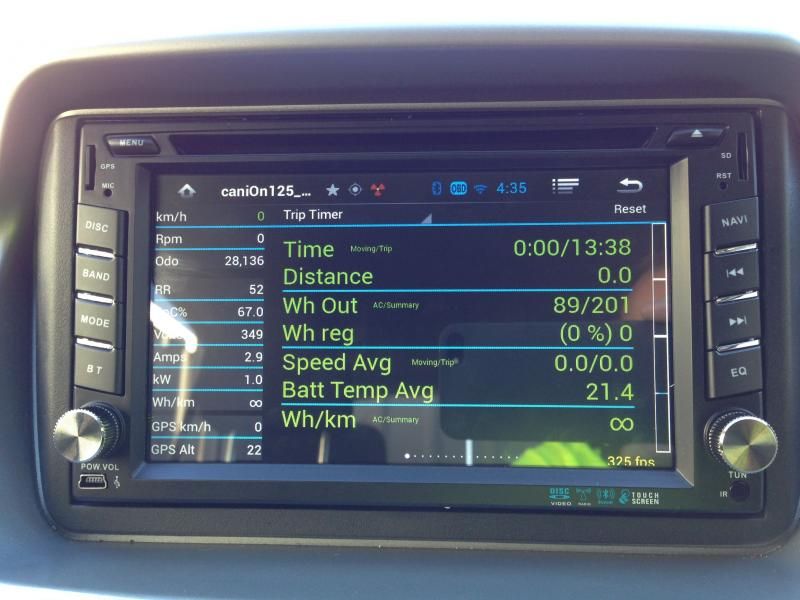 MENU
GPS
MIC
SD
RST
DISC
BAND
MODE
BT
POW.VOL
NAVI
EQ
TUN
IR
caniOn125_...
OBD
4:35
km/h 0
Rpm 0
Odo 28,136
RR 52
67.0
349
Amps 2.9
kW 1.0
Wh/km ∞
GPS km/h 0
GPS Alt 22
Trip Timer
Reset
Time Moving/Trip 0:00/13:38
Distance 0.0
Wh Out AC/Summary 89/201
Wh reg (0 %) 0
Speed Avg Moving/Trip 0.0/0.0
Batt Temp Avg 21.4
Wh/km AC/Summary ∞
325 fps
DISC
VIDEO
RADIO
TOUCH
SCREEN